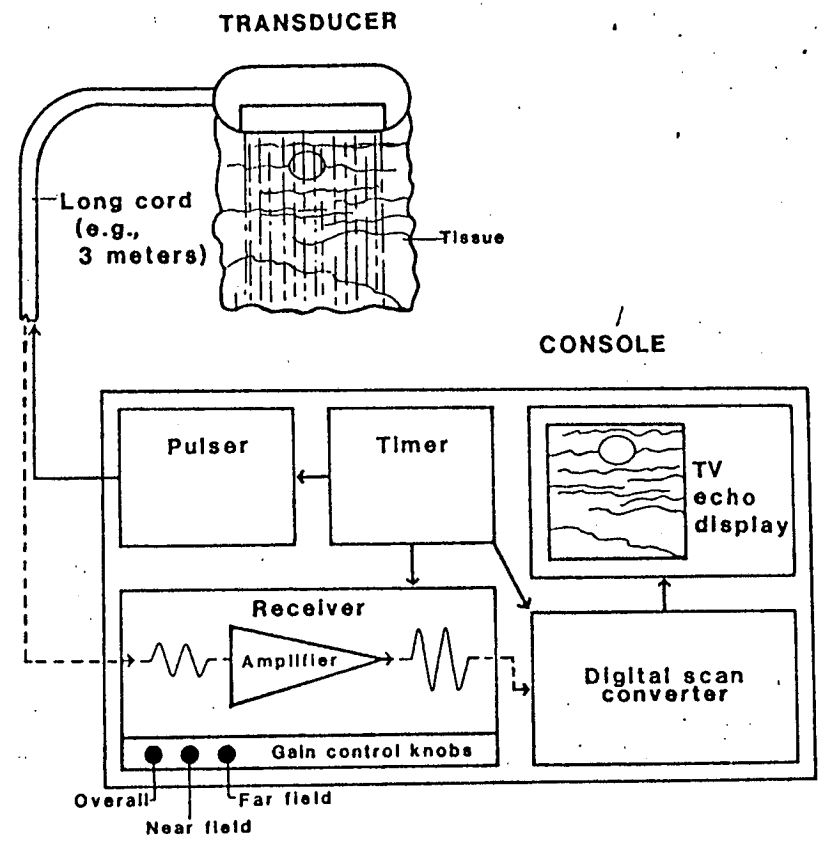 TRANSDUCER
Long cord
(e.g.,
3 meters)
Tissue
CONSOLE
Pulser
Timer
TV
echo
display
Receiver
Amplifier
Digital scan
converter
Gain control knobs
Overall
Far field
Near field